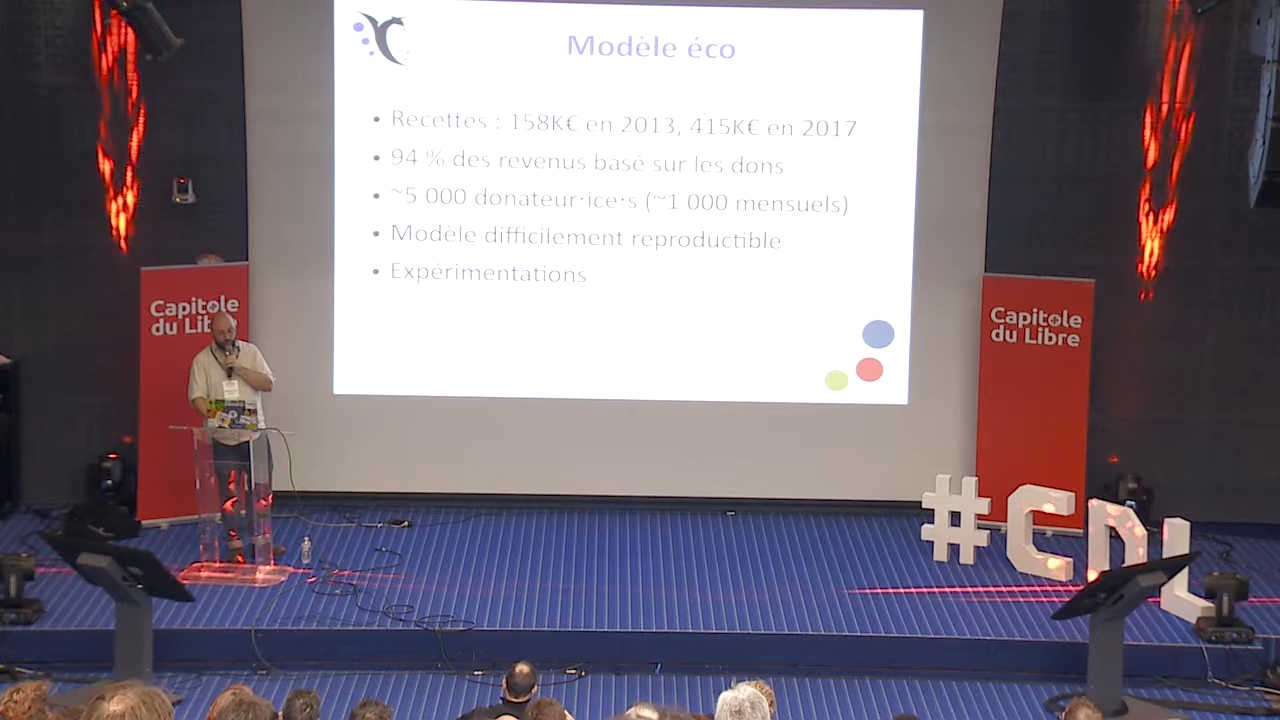 Modèle éco
• Recettes : 158K€ en 2013, 415K€ en 2017
• 94 % des revenus basé sur les dons
• ~5 000 donateur·ice·s (~1 000 mensuels)
• Modèle difficilement reproductible
• Expérimentations
Capitole
du Lib
Capitole
du Libre
#CDL